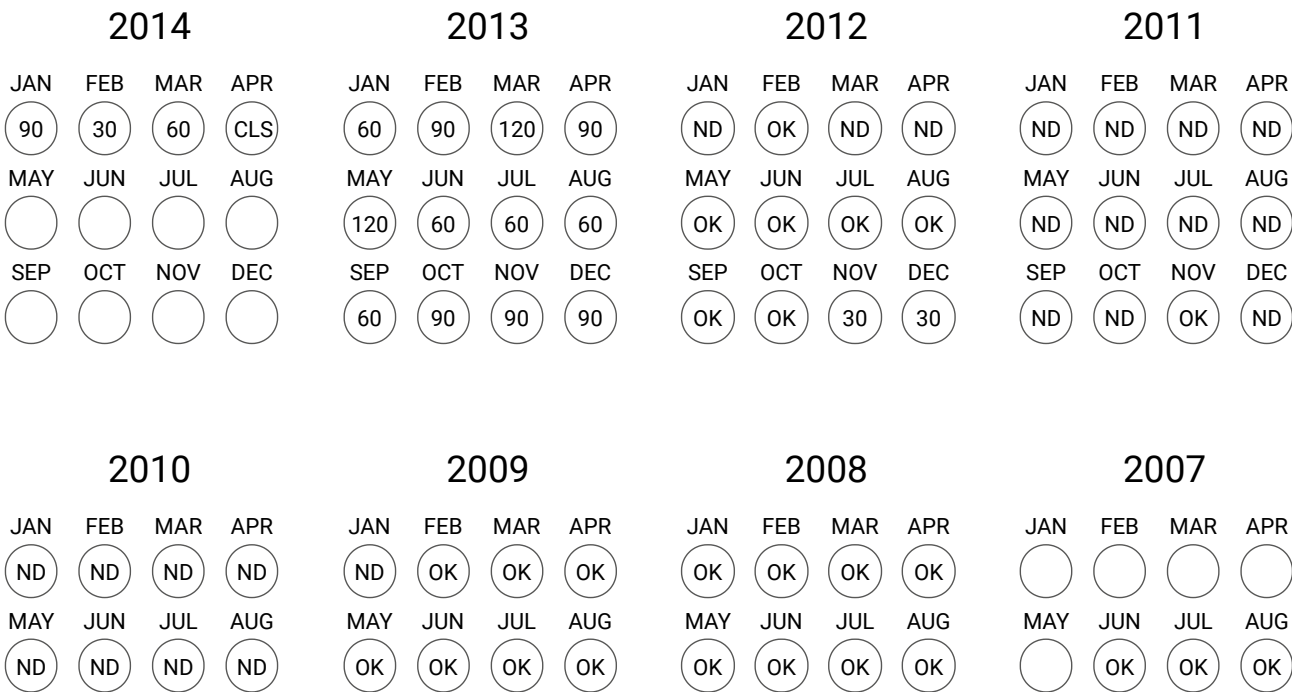 2014 2013 2012 2011
JAN FEB MAR APR JAN FEB MAR APR JAN FEB MAR APR JAN FEB MAR APR
90 30 60 CLS 60 90 120 90 ND OK ND ND ND ND ND ND
MAY JUN JUL AUG MAY JUN JUL AUG MAY JUN JUL AUG MAY JUN JUL AUG
120 60 60 60 OK OK OK OK ND ND ND ND
SEP OCT NOV DEC SEP OCT NOV DEC SEP OCT NOV DEC SEP OCT NOV DEC
60 90 90 90 OK OK 30 30 ND ND OK ND
2010 2009 2008 2007
JAN FEB MAR APR JAN FEB MAR APR JAN FEB MAR APR JAN FEB MAR APR
ND ND ND ND ND OK OK OK OK OK OK OK
MAY JUN JUL AUG MAY JUN JUL AUG MAY JUN JUL AUG MAY JUN JUL AUG
ND ND ND ND OK OK OK OK OK OK OK OK OK OK OK